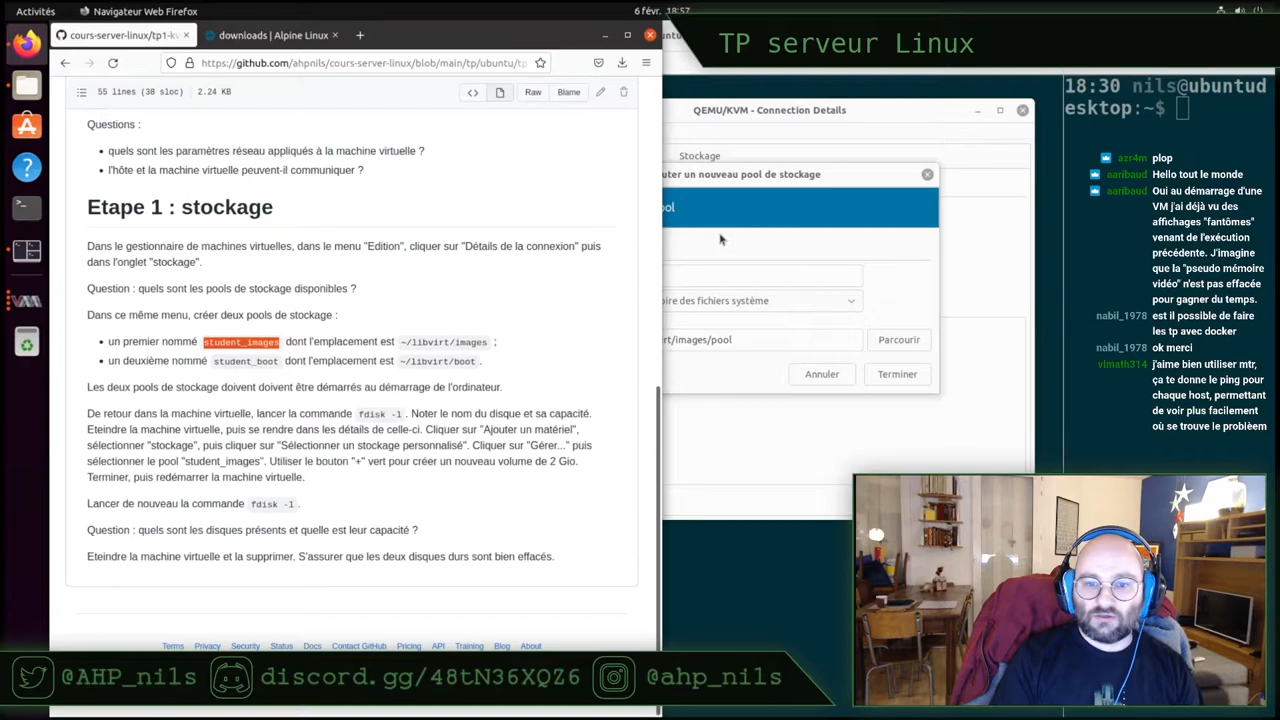 Activités
Navigateur Web Firefox
6 févr 18:57
TP serveur Linux
cours-server-linux/tp1-kv
downloads | Alpine Linux
https://github.com/ahpnils/cours-server-linux/blob/main/tp/ubuntu/tp
55 lines (38 sloc)
2.24 KB
Raw
Blame
Questions :
quels sont les paramètres réseau appliqués à la machine virtuelle ?
l'hôte et la machine virtuelle peuvent-il communiquer ?
Etape 1 : stockage
Dans le gestionnaire de machines virtuelles, dans le menu "Edition", cliquer sur "Détails de la connexion" puis
dans l'onglet "stockage".
Question : quels sont les pools de stockage disponibles ?
Dans ce même menu, créer deux pools de stockage :
un premier nommé student_images dont l'emplacement est ~/libvirt/images ;
un deuxième nommé student_boot dont l'emplacement est ~/libvirt/boot .
Les deux pools de stockage doivent doivent être démarrés au démarrage de l'ordinateur.
De retour dans la machine virtuelle, lancer la commande fdisk -l . Noter le nom du disque et sa capacité.
Eteindre la machine virtuelle, puis se rendre dans les détails de celle-ci. Cliquer sur "Ajouter un matériel",
sélectionner "stockage", puis cliquer sur "Sélectionner un stockage personnalisé". Cliquer sur "Gérer..." puis
sélectionner le pool "student_images". Utiliser le bouton "+" vert pour créer un nouveau volume de 2 Gio.
Terminer, puis redémarrer la machine virtuelle.
Lancer de nouveau la commande fdisk -l .
Question : quels sont les disques présents et quelle est leur capacité ?
Eteindre la machine virtuelle et la supprimer. S'assurer que les deux disques durs sont bien effacés.
Terms
Privacy
Security
Status
Docs
Contact GitHub
Pricing
API
Training
Blog
About
QEMU/KVM - Connection Details
Stockage
uter un nouveau pool de stockage
ool
ire des fichiers système
rt/images/pool
Parcourir
Annuler
Terminer
18:30 nils@ubuntud
esktop:~$
azr4m plop
aaribaud Hello tout le monde
aaribaud Oui au démarrage d'une
VM j'ai déjà vu des
affichages "fantômes"
venant de l'exécution
précédente. J'imagine
que la "pseudo mémoire
vidéo" n'est pas effacée
pour gagner du temps.
nabil_1978 est il possible de faire
les tp avec docker
nabil_1978 ok merci
vlmath314 j'aime bien utiliser mtr,
ça te donne le ping pour
chaque host, permettant
de voir plus facilement
où se trouve le problèem
@AHP_nils
discord.gg/48tN36XQZ6
@ahp_nils